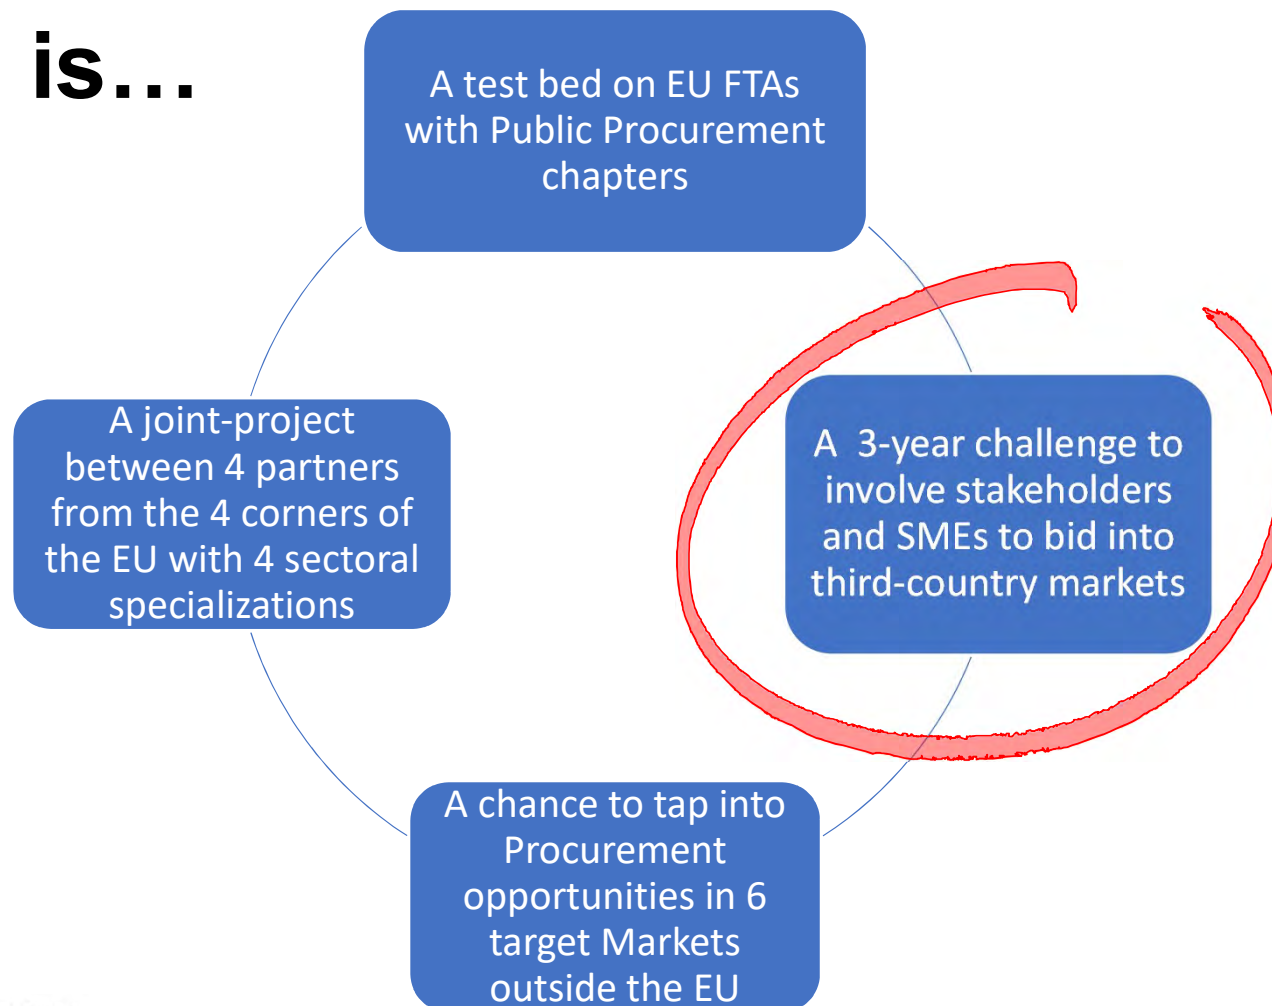 is...
A test bed on EU FTAs
with Public Procurement
chapters
A 3-year challenge to
involve stakeholders
and SMEs to bid into
third-country markets
A chance to tap into
Procurement
opportunities in 6
target Markets
outside the EU
A joint-project
between 4 partners
from the 4 corners of
the EU with 4 sectoral
specializations